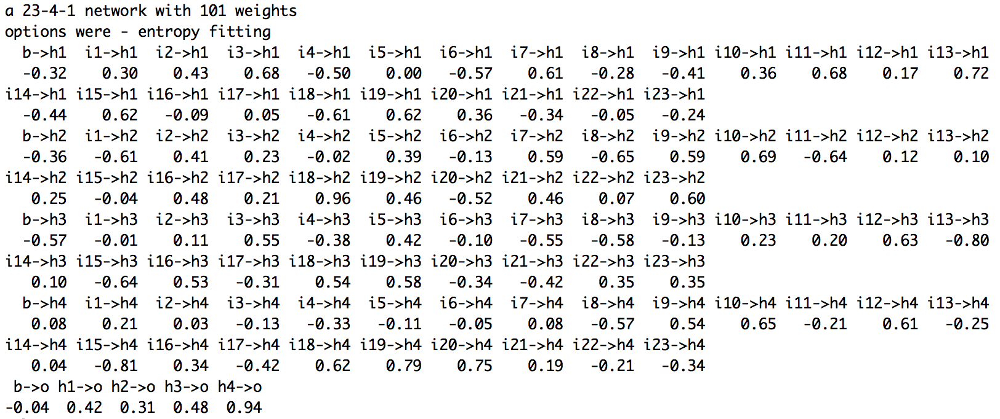 a 23-4-1 network with 101 weights
options were - entropy fitting
  b->h1  i1->h1  i2->h1  i3->h1  i4->h1  i5->h1  i6->h1  i7->h1  i8->h1  i9->h1 i10->h1 i11->h1 i12->h1 i13->h1
  -0.32    0.30    0.43    0.68   -0.50    0.00   -0.57    0.61   -0.28   -0.41    0.36    0.68    0.17    0.72
i14->h1 i15->h1 i16->h1 i17->h1 i18->h1 i19->h1 i20->h1 i21->h1 i22->h1 i23->h1
  -0.44    0.62   -0.09    0.05   -0.61    0.62    0.36   -0.34   -0.05   -0.24
  b->h2  i1->h2  i2->h2  i3->h2  i4->h2  i5->h2  i6->h2  i7->h2  i8->h2  i9->h2 i10->h2 i11->h2 i12->h2 i13->h2
  -0.36   -0.61    0.41    0.23   -0.02    0.39   -0.13    0.59   -0.65    0.59    0.69   -0.64    0.12    0.10
i14->h2 i15->h2 i16->h2 i17->h2 i18->h2 i19->h2 i20->h2 i21->h2 i22->h2 i23->h2
   0.25   -0.04    0.48    0.21    0.96    0.46   -0.52    0.46    0.07    0.60
  b->h3  i1->h3  i2->h3  i3->h3  i4->h3  i5->h3  i6->h3  i7->h3  i8->h3  i9->h3 i10->h3 i11->h3 i12->h3 i13->h3
  -0.57   -0.01    0.11    0.55   -0.38    0.42   -0.10   -0.55   -0.58   -0.13    0.23    0.20    0.63   -0.80
i14->h3 i15->h3 i16->h3 i17->h3 i18->h3 i19->h3 i20->h3 i21->h3 i22->h3 i23->h3
   0.10   -0.64    0.53   -0.31    0.54    0.58   -0.34   -0.42    0.35    0.35
  b->h4  i1->h4  i2->h4  i3->h4  i4->h4  i5->h4  i6->h4  i7->h4  i8->h4  i9->h4 i10->h4 i11->h4 i12->h4 i13->h4
   0.08    0.21    0.03   -0.13   -0.33   -0.11   -0.05    0.08   -0.57    0.54    0.65   -0.21    0.61   -0.25
i14->h4 i15->h4 i16->h4 i17->h4 i18->h4 i19->h4 i20->h4 i21->h4 i22->h4 i23->h4
   0.04   -0.81    0.34   -0.42    0.62    0.79    0.75    0.19   -0.21   -0.34
 b->o h1->o h2->o h3->o h4->o
-0.04  0.42  0.31  0.48  0.94